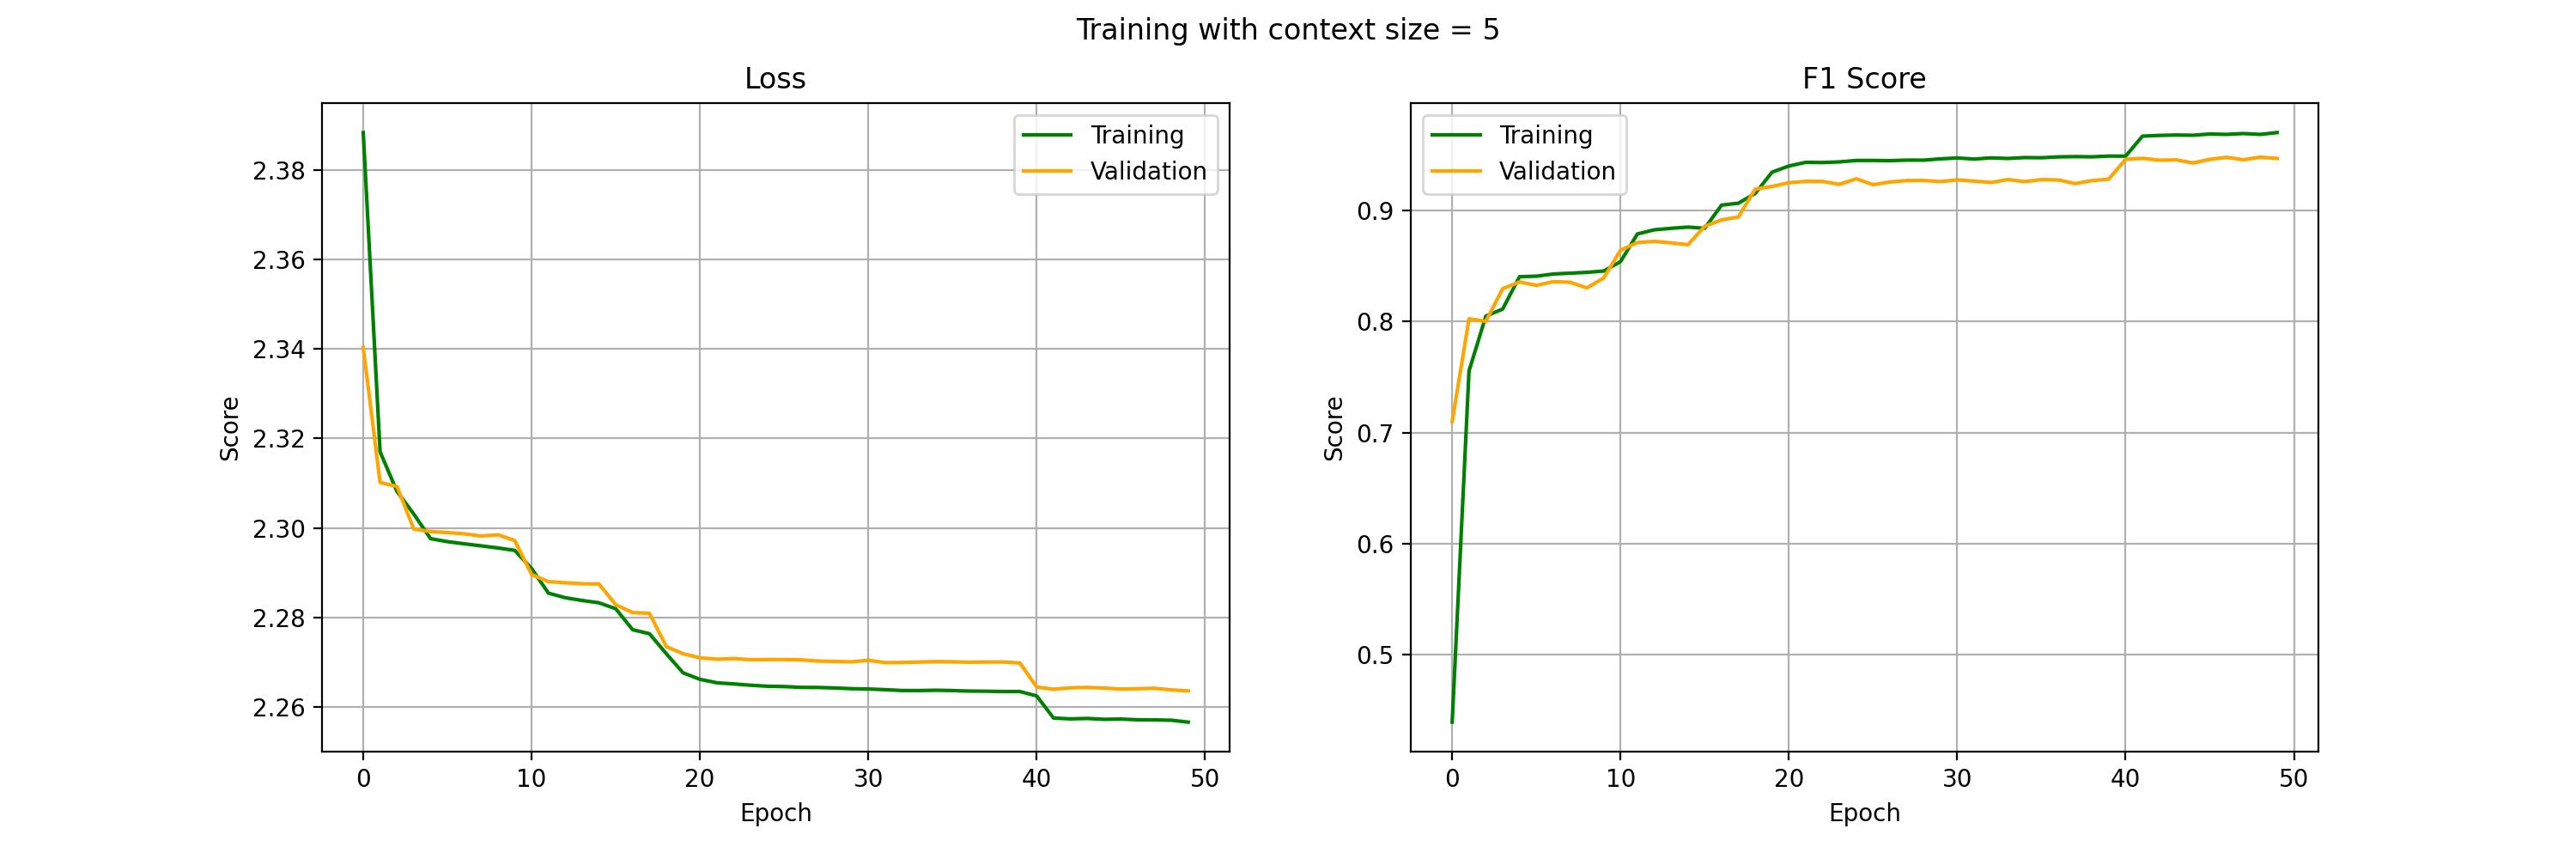 Training with context size = 5
Loss
Training
Validation
2.38
2.36
2.34
2.32
2.30
2.28
2.26
Score
0 10 20 30 40 50
Epoch
F1 Score
Training
Validation
0.9
0.8
0.7
0.6
0.5
Score
0 10 20 30 40 50
Epoch